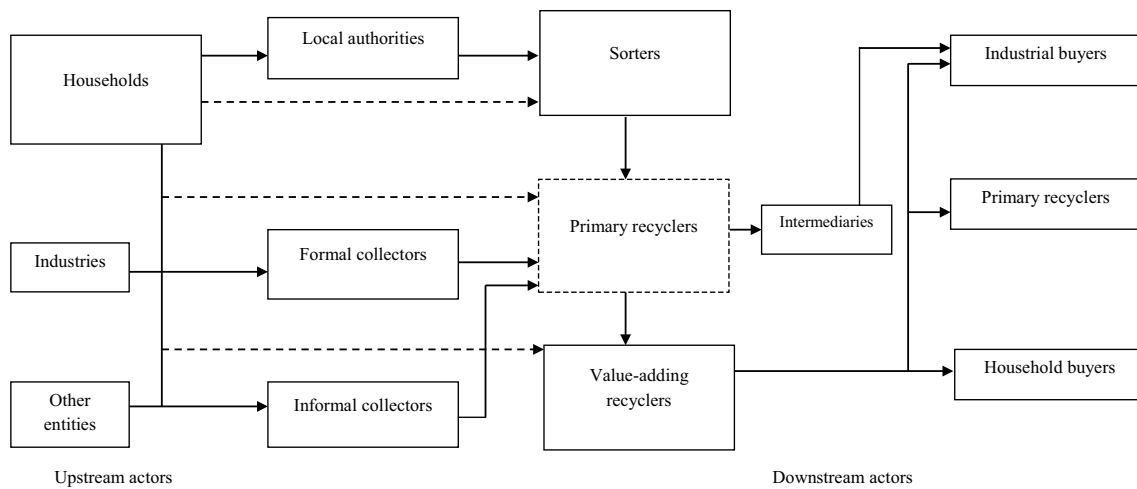 Households
Local authorities
Sorters
Industrial buyers
Primary recyclers
Intermediaries
Primary recyclers
Industries
Formal collectors
Other
entities
Informal collectors
Value-adding
recyclers
Household buyers
Upstream actors
Downstream actors